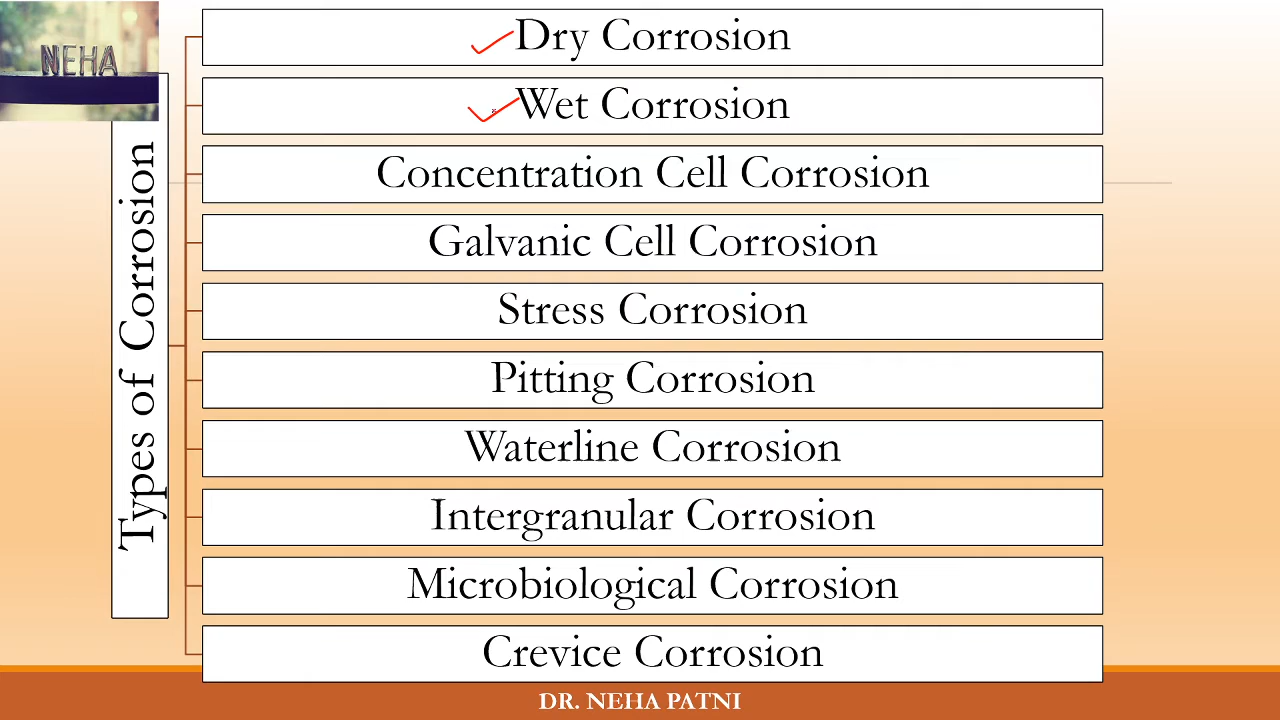 NEHA
Types of Corrosion
Dry Corrosion
Wet Corrosion
Concentration Cell Corrosion
Galvanic Cell Corrosion
Stress Corrosion
Pitting Corrosion
Waterline Corrosion
Intergranular Corrosion
Microbiological Corrosion
Crevice Corrosion
DR. NEHA PATNI